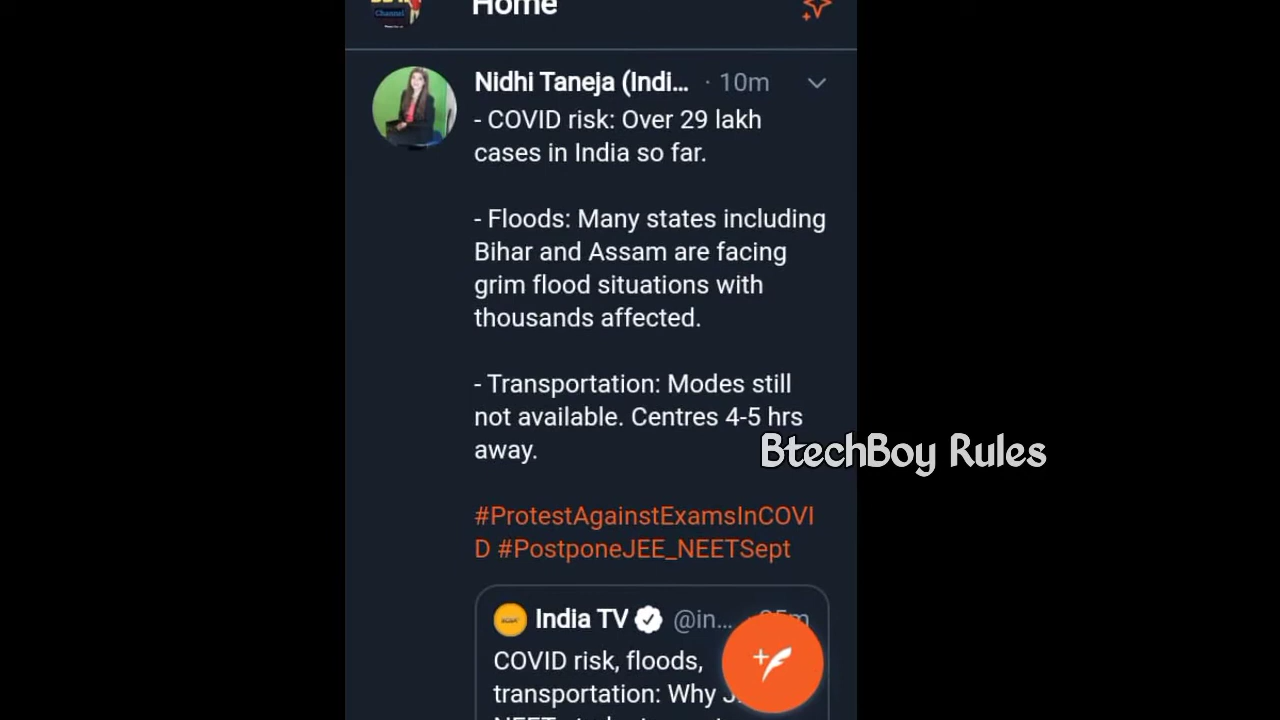 Channel
Home
Nidhi Taneja (Indi... · 10m
- COVID risk: Over 29 lakh
cases in India so far.
- Floods: Many states including
Bihar and Assam are facing
grim flood situations with
thousands affected.
- Transportation: Modes still
not available. Centres 4-5 hrs
away.
BtechBoy Rules
#ProtestAgainstExamsInCOVI
D #PostponeJEE_NEETSept
India TV @in...
COVID risk, floods,
transportation: Why